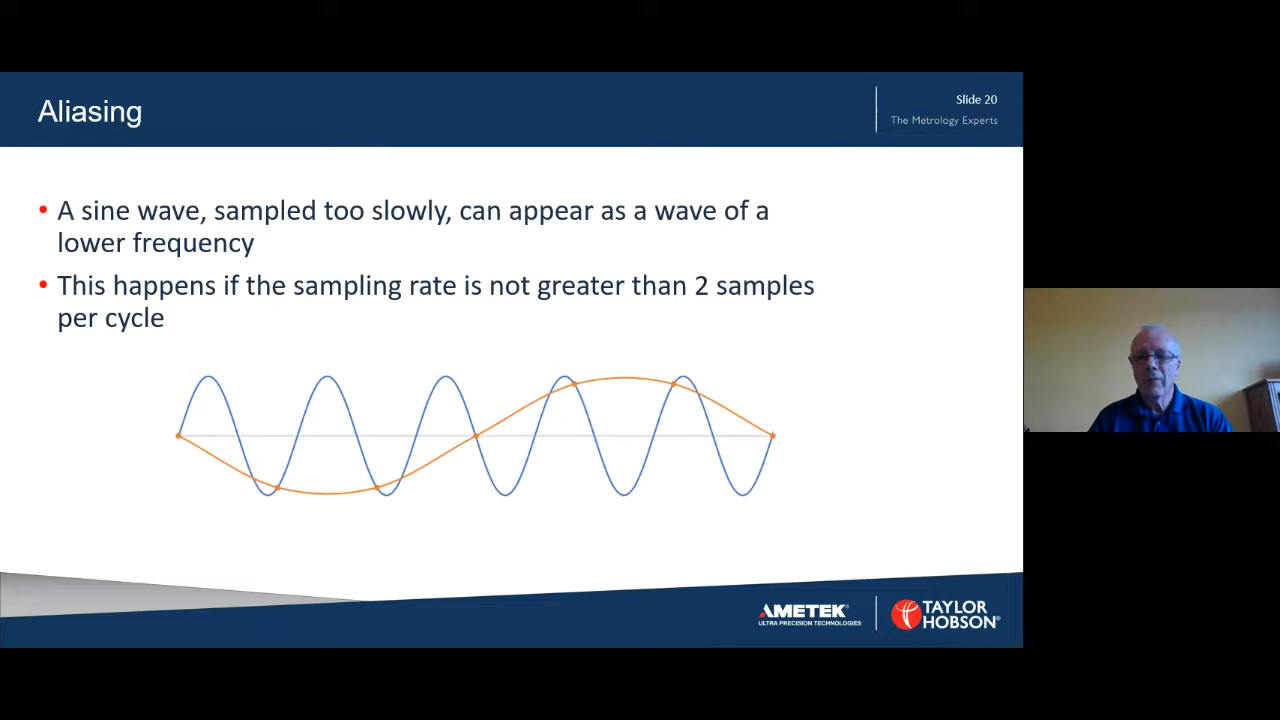 Aliasing
Slide 20
The Metrology Experts
• A sine wave, sampled too slowly, can appear as a wave of a
lower frequency
• This happens if the sampling rate is not greater than 2 samples
per cycle
AMETEK®
ULTRA PRECISION TECHNOLOGIES
TAYLOR
HOBSON®